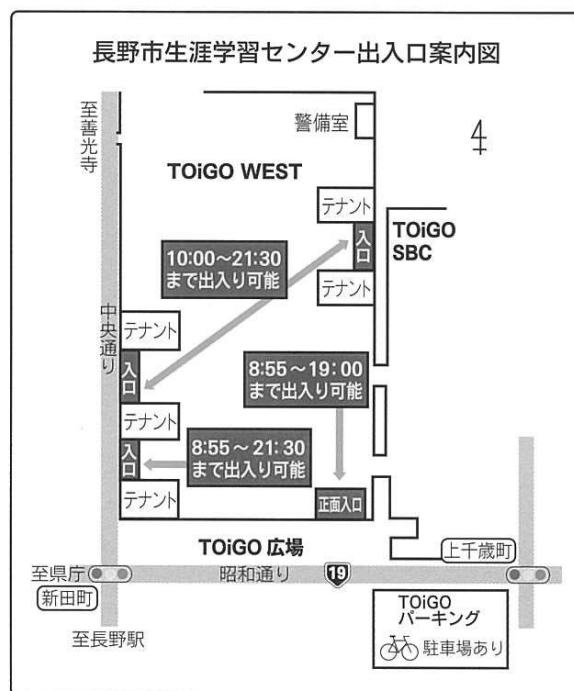 長野市生涯学習センター出入口案内図
至善光寺
警備室
4
TOiGO WEST
テナント
TOiGO
SBC
入口
10:00〜21:30
まで出入り可能
テナント
中央通り
テナント
入口
8:55〜19:00
まで出入り可能
テナント
入口
8:55〜21:30
まで出入り可能
テナント
正面入口
TOiGO 広場
上千歳町
至県庁
昭和通り
19
新田町
TOiGO
パーキング
駐車場あり
至長野駅